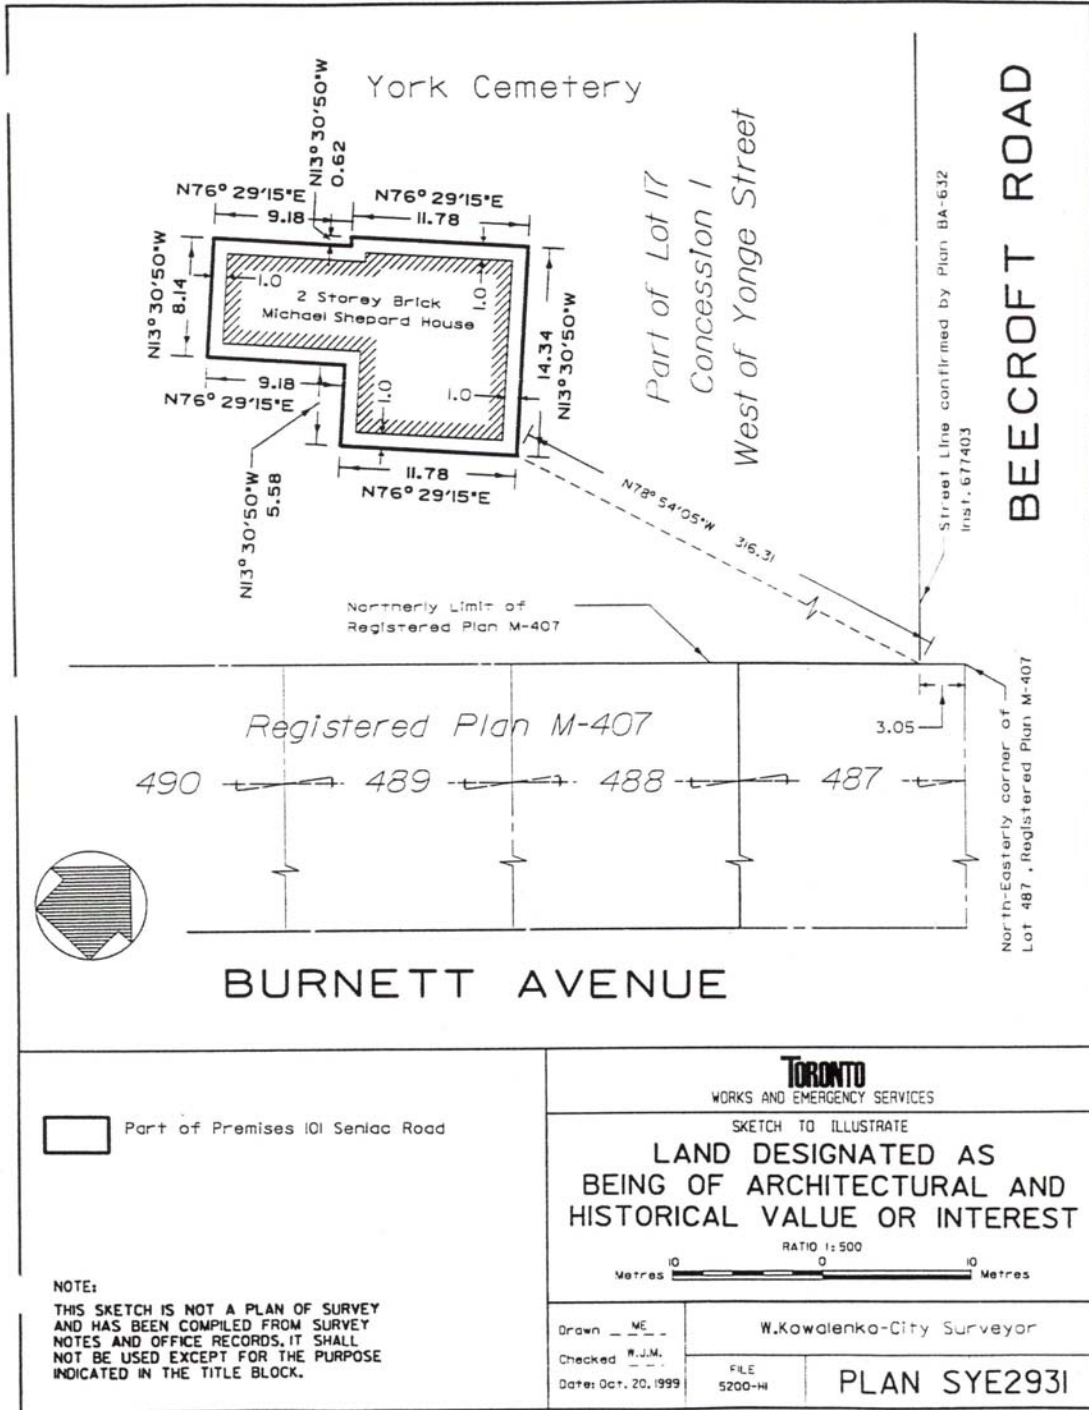 York Cemetery
N13° 30'50"W
0.62
N76° 29'15"E
9.18
N76° 29'15"E
11.78
N13° 30'50"W
8.14
1.0
2 Storey Brick
Michael Shepard House
1.0
14.34
N13° 30'50"W
9.18
N76° 29'15"E
1.0
1.0
11.78
N76° 29'15"E
N13° 30'50"W
5.58
Part of Lot 17
Concession 1
West of Yonge Street
N78° 54'05"W 316.31
Street Line confirmed by Plan BA-632
Inst. 677403
BEECROFT ROAD
Northerly Limit of
Registered Plan M-407
3.05
North-Easterly corner of
Lot 487 , Registered Plan M-407
Registered Plan M-407
490 489 488 487
BURNETT AVENUE
Part of Premises 101 Senlac Road
NOTE:
THIS SKETCH IS NOT A PLAN OF SURVEY
AND HAS BEEN COMPILED FROM SURVEY
NOTES AND OFFICE RECORDS. IT SHALL
NOT BE USED EXCEPT FOR THE PURPOSE
INDICATED IN THE TITLE BLOCK.
TORONTO
WORKS AND EMERGENCY SERVICES
SKETCH TO ILLUSTRATE
LAND DESIGNATED AS
BEING OF ARCHITECTURAL AND
HISTORICAL VALUE OR INTEREST
RATIO 1:500
10 0 10
Metres Metres
Drawn ME
Checked W.J.M.
Date: Oct. 20, 1999
W.Kowalenko-City Surveyor
FILE
5200-H1
PLAN SYE2931